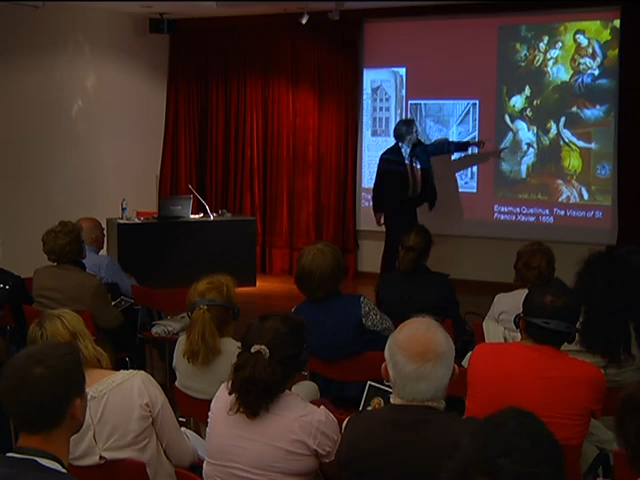 Erasmus Quellinus, The Vision of St.
Francis Xavier, 1656